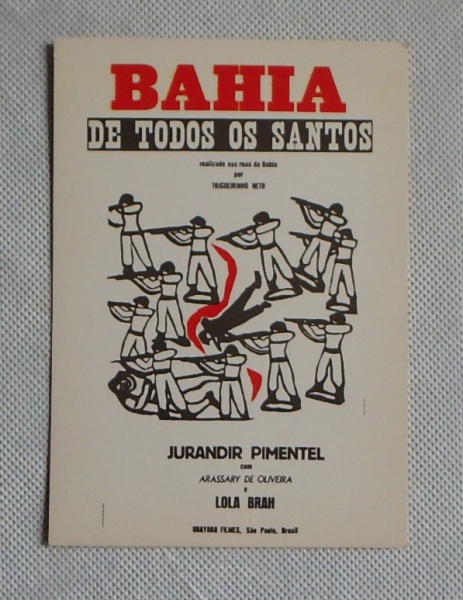 BAHIA
DE TODOS OS SANTOS
realizado nas ruas da Bahia
por
TRIGUEIRINHO NETO
JURANDIR PIMENTEL
com
ARASSARY DE OLIVEIRA
e
LOLA BRAH
UBAYARA FILMES, São Paulo, Brasil